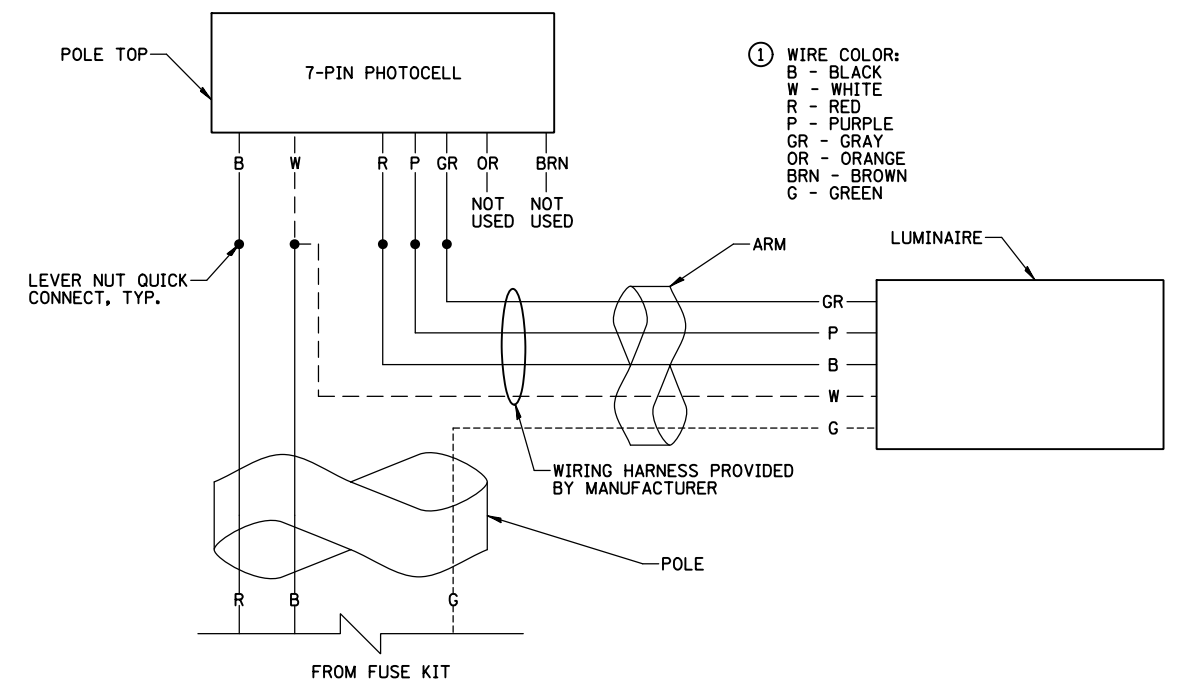 POLE TOP
7-PIN PHOTOCELL
1 WIRE COLOR:
B - BLACK
W - WHITE
R - RED
P - PURPLE
GR - GRAY
OR - ORANGE
BRN - BROWN
G - GREEN
B W R P GR OR BRN
NOT USED
NOT USED
LEVER NUT QUICK
CONNECT, TYP.
ARM
LUMINAIRE
GR
P
B
W
G
WIRING HARNESS PROVIDED
BY MANUFACTURER
POLE
R B G
FROM FUSE KIT